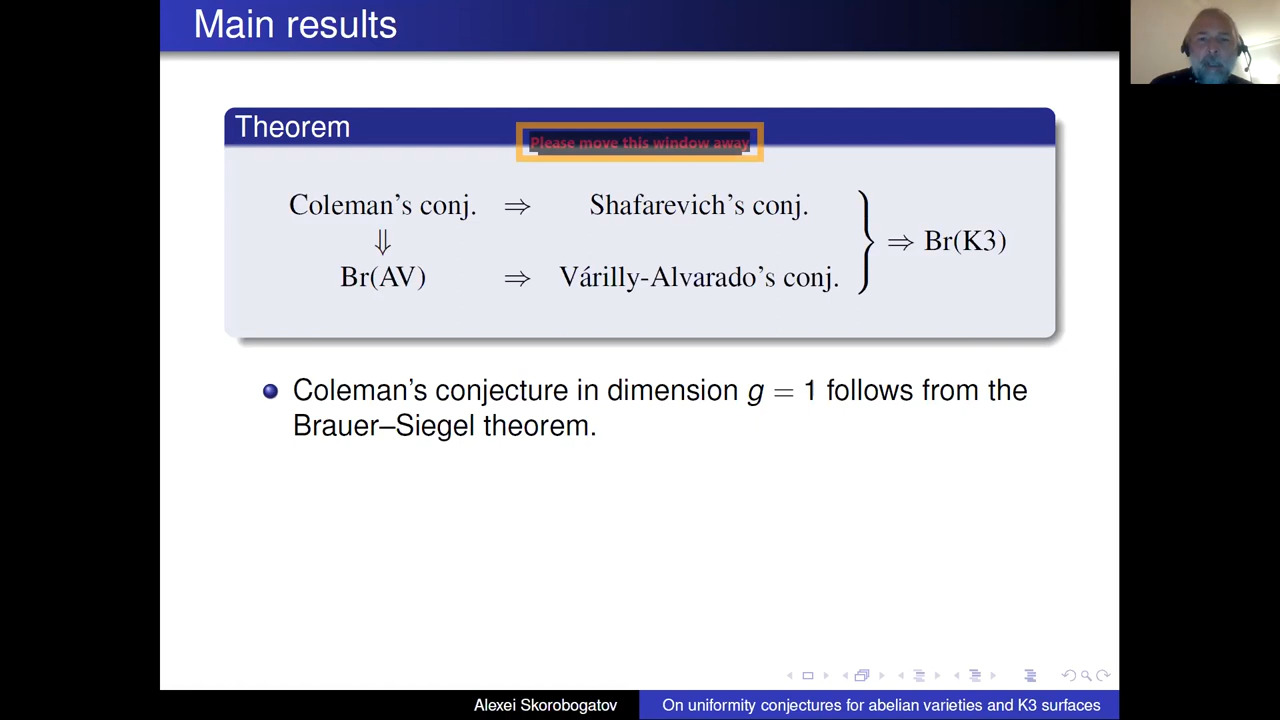 Main results
Theorem
Please move this window away
Coleman's conj. ⇒ Shafarevich's conj.
⇓ ⇒ Br(K3)
Br(AV) ⇒ Várilly-Alvarado's conj.
Coleman's conjecture in dimension g = 1 follows from the
Brauer–Siegel theorem.
Alexei Skorobogatov On uniformity conjectures for abelian varieties and K3 surfaces